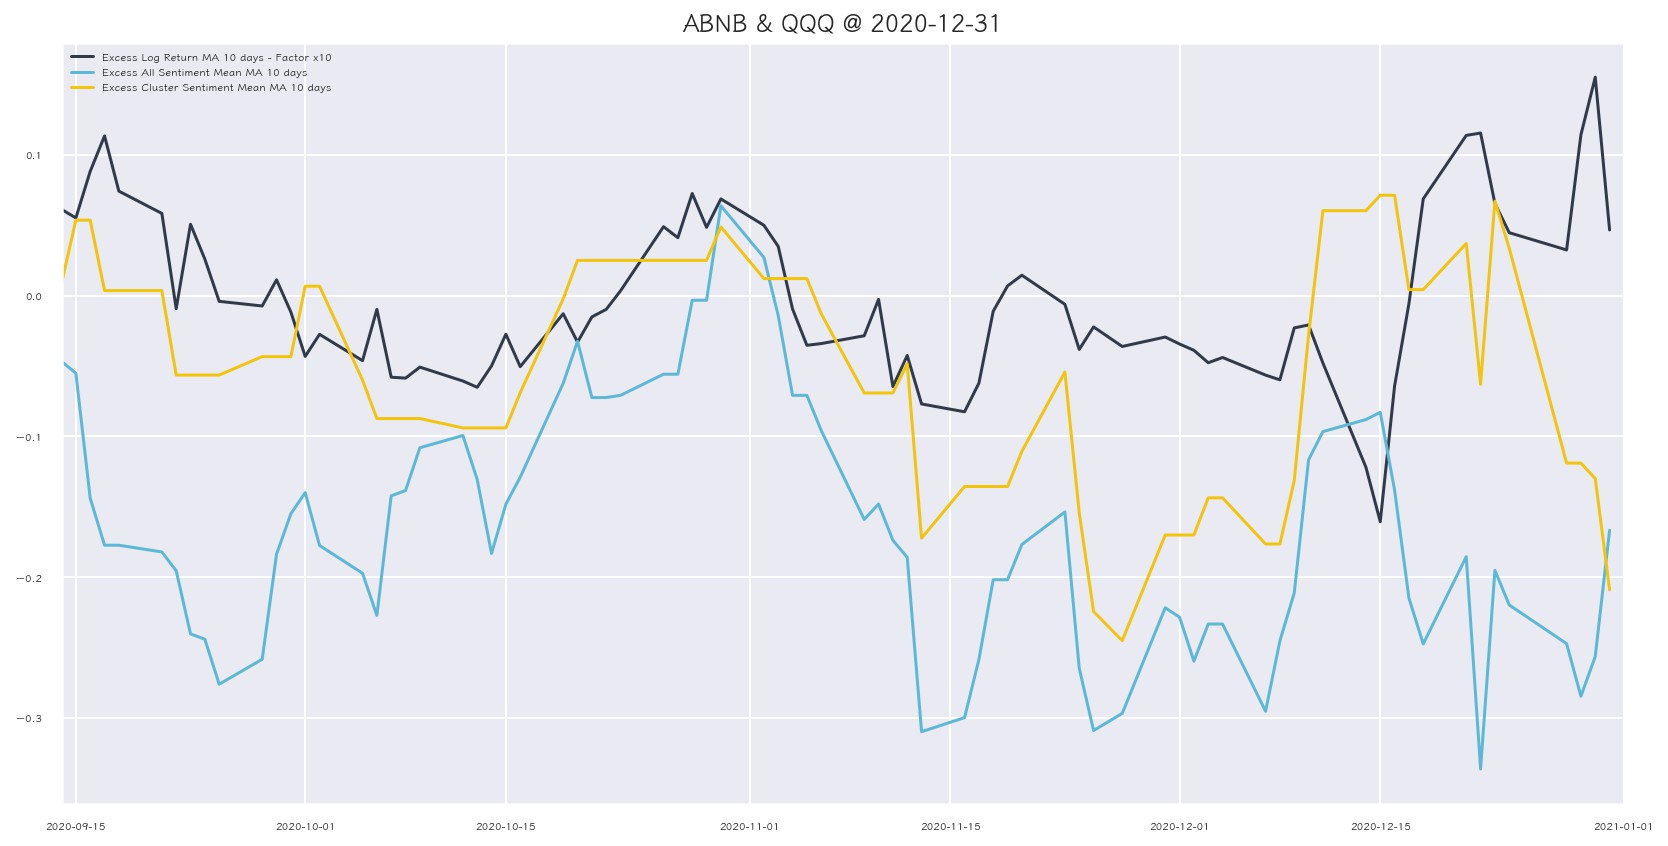 ABNB & QQQ @ 2020-12-31
Excess Log Return MA 10 days - Factor x10
Excess All Sentiment Mean MA 10 days
Excess Cluster Sentiment Mean MA 10 days
0.1
0.0
−0.1
−0.2
−0.3
2020-09-15 2020-10-01 2020-10-15 2020-11-01 2020-11-15 2020-12-01 2020-12-15 2021-01-01